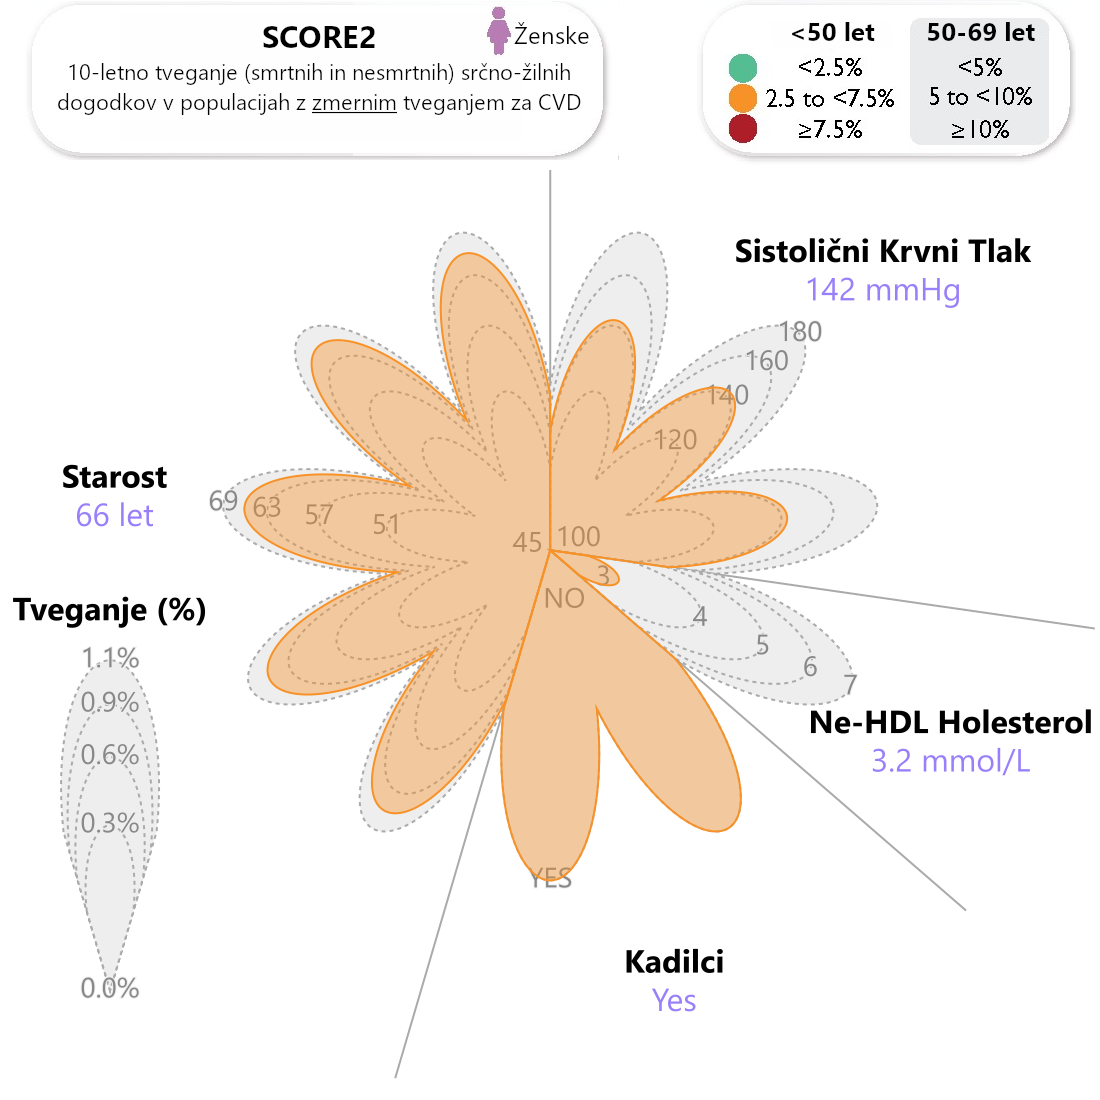 SCORE2
Ženske
10-letno tveganje (smrtnih in nesmrtnih) srčno-žilnih
dogodkov v populacijah z zmernim tveganjem za CVD
<50 let
50-69 let
<2.5%
<5%
2.5 to <7.5%
5 to <10%
≥7.5%
≥10%
Sistolični Krvni Tlak
142 mmHg
180
160
140
120
100
Starost
66 let
69
63
57
51
45
3
NO
4
5
6
7
Tveganje (%)
1.1%
0.9%
0.6%
0.3%
0.0%
Ne-HDL Holesterol
3.2 mmol/L
YES
Kadilci
Yes